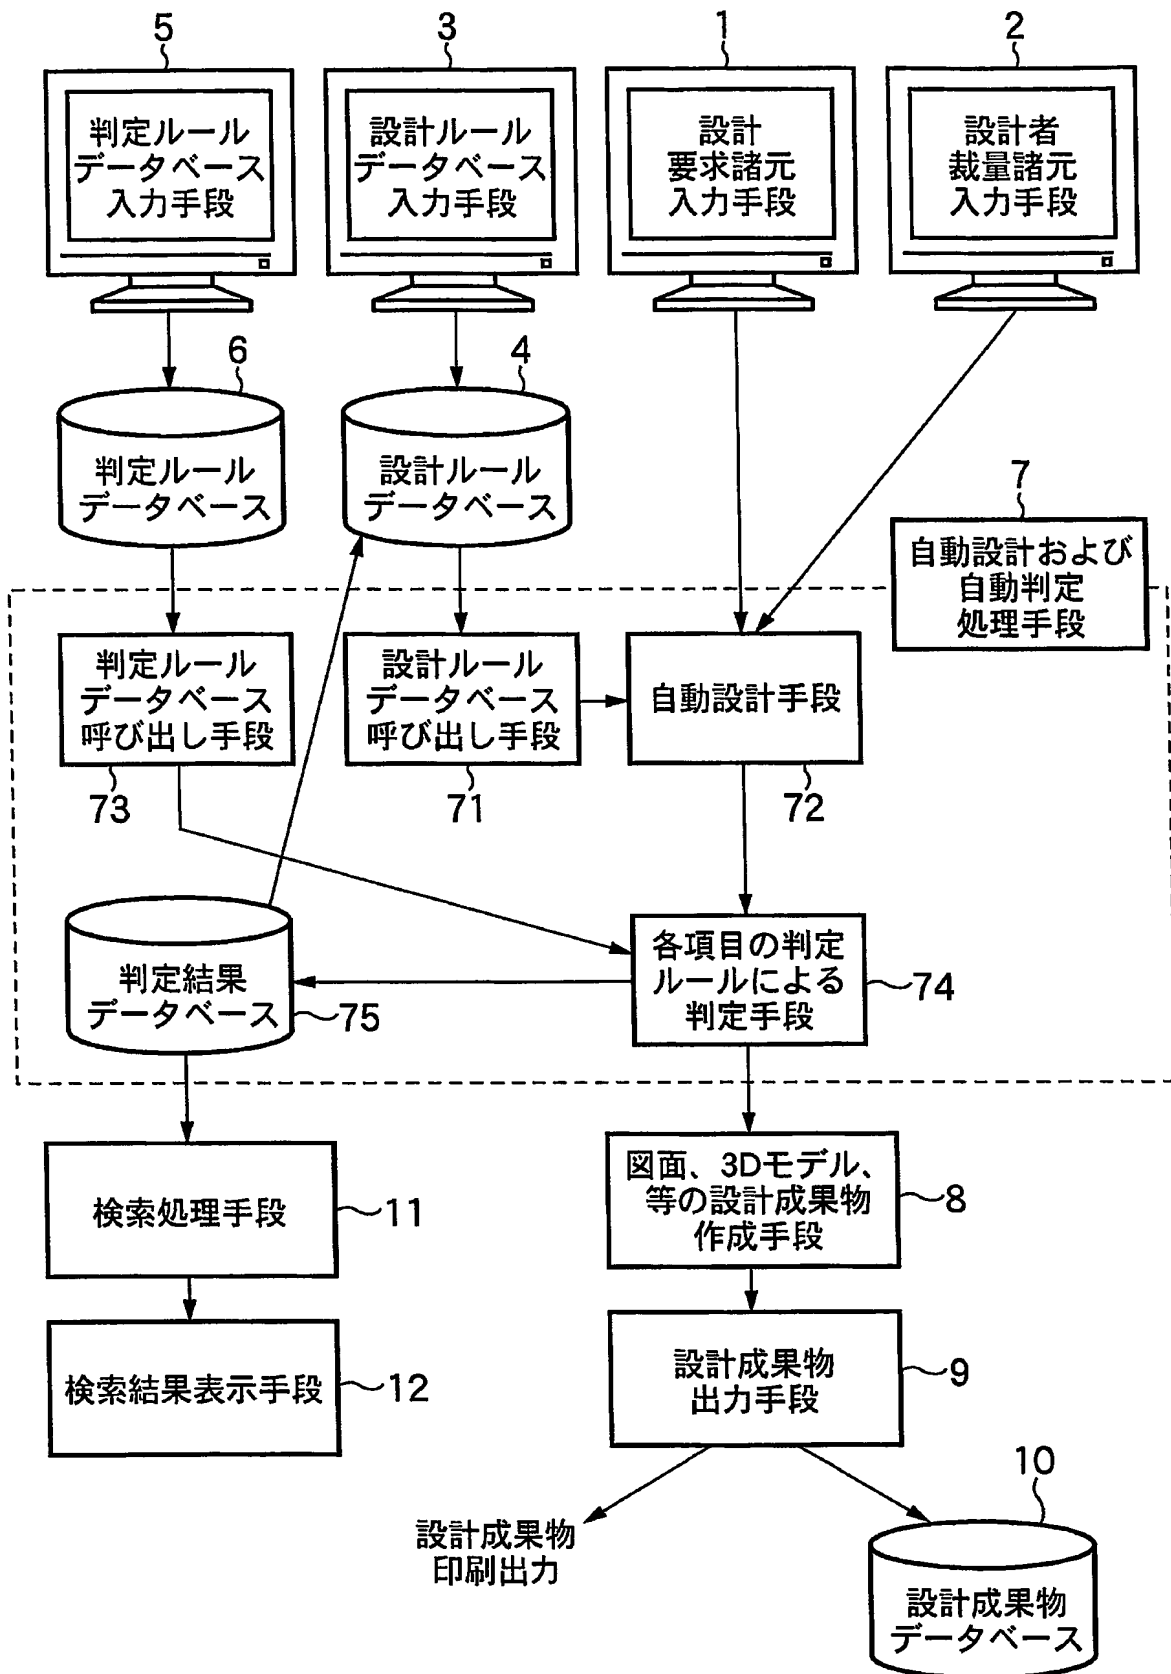 5
3
1
2
判定ルール
データベース
入力手段
設計ルール
データベース
入力手段
設計
要求諸元
入力手段
設計者
裁量諸元
入力手段
6
4
判定ルール
データベース
設計ルール
データベース
7
自動設計および
自動判定
処理手段
判定ルール
データベース
呼び出し手段
設計ルール
データベース
呼び出し手段
自動設計手段
73
71
72
判定結果
データベース
75
各項目の判定
ルールによる
判定手段
74
検索処理手段
11
図面、3Dモデル、
等の設計成果物
作成手段
8
検索結果表示手段
12
設計成果物
出力手段
9
設計成果物
印刷出力
10
設計成果物
データベース